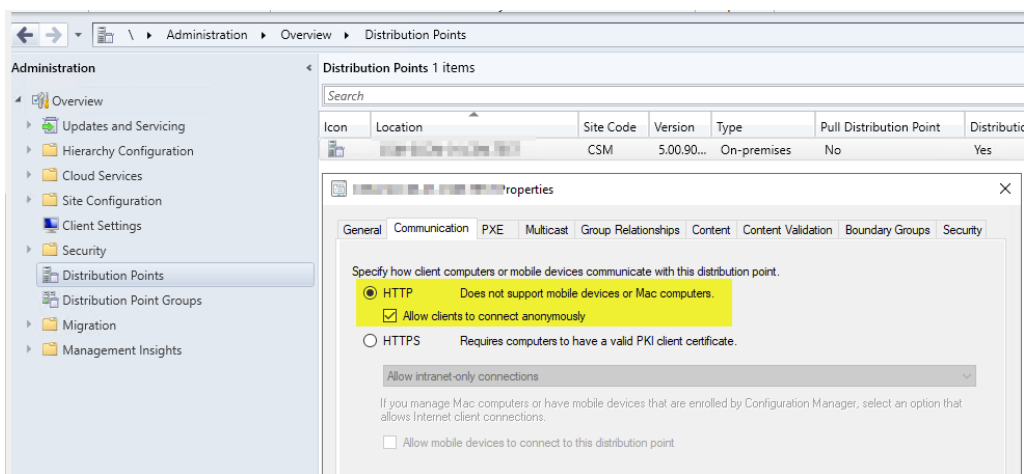 \ Administration Overview Distribution Points
Administration
Distribution Points 1 items
Overview
Search
Updates and Servicing
Icon Location Site Code Version Type Pull Distribution Point
Hierarchy Configuration
CSM 5.00.90... On-premises No Yes
Cloud Services
Site Configuration
Properties
Client Settings
General Communication PXE Multicast Group Relationships Content Content Validation Boundary Groups Security
Security
Distribution Points
Specify how client computers or mobile devices communicate with this distribution point.
HTTP Does not support mobile devices or Mac computers.
Distribution Point Groups
Allow clients to connect anonymously
Migration
HTTPS Requires computers to have a valid PKI client certificate.
Management Insights
Allow intranet-only connections
If you manage Mac computers or have mobile devices that are enrolled by Configuration Manager, select an option that
allows Internet client connections.
Allow mobile devices to connect to this distribution point